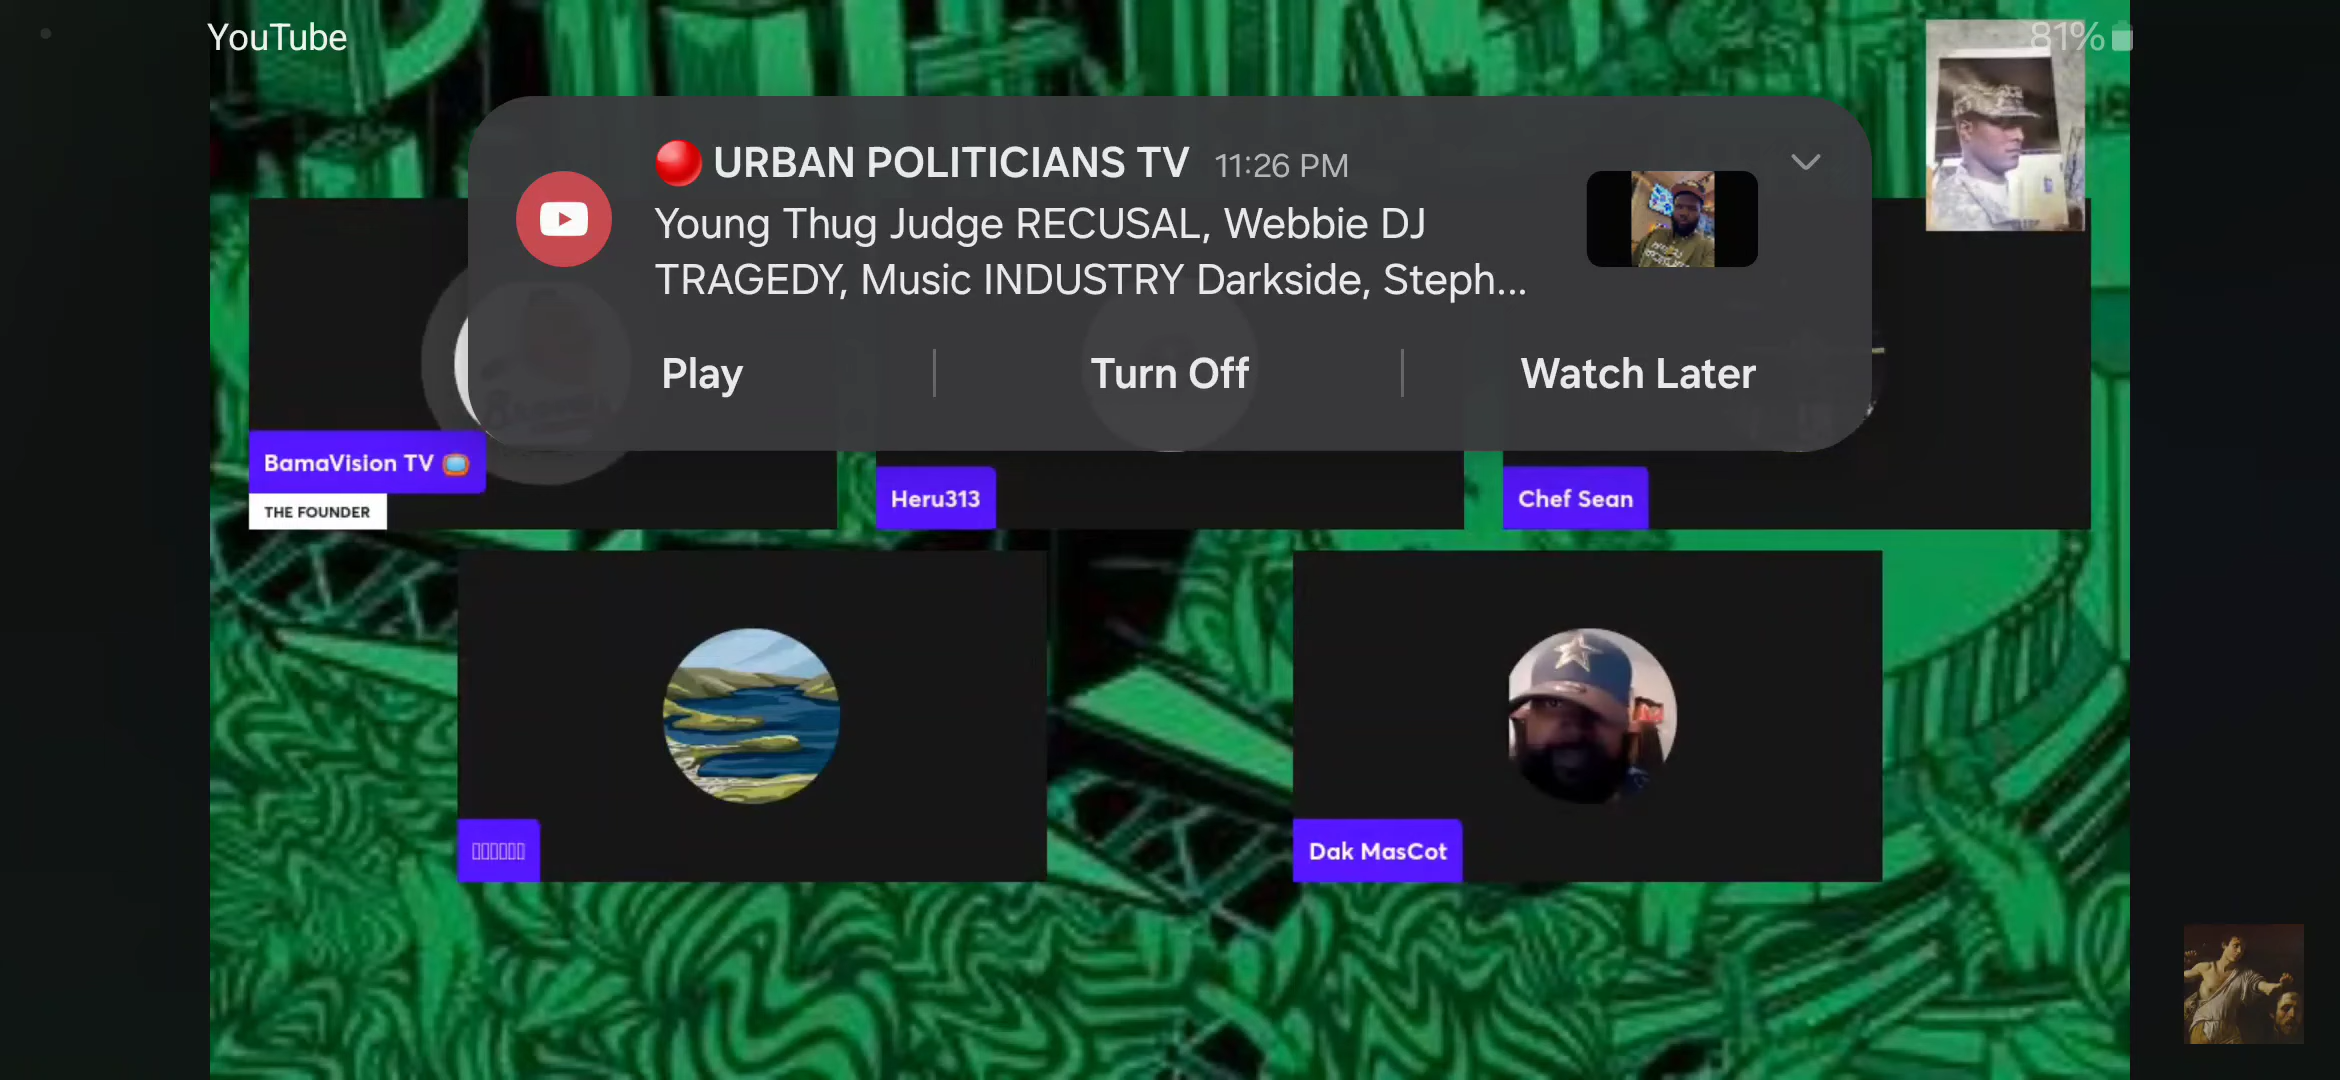 YouTube
81%
🔴 URBAN POLITICIANS TV 11:26 PM
Young Thug Judge RECUSAL, Webbie DJ
TRAGEDY, Music INDUSTRY Darkside, Steph...
Play
Turn Off
Watch Later
BamaVision TV 📺
THE FOUNDER
Heru313
Chef Sean
Dak MasCot